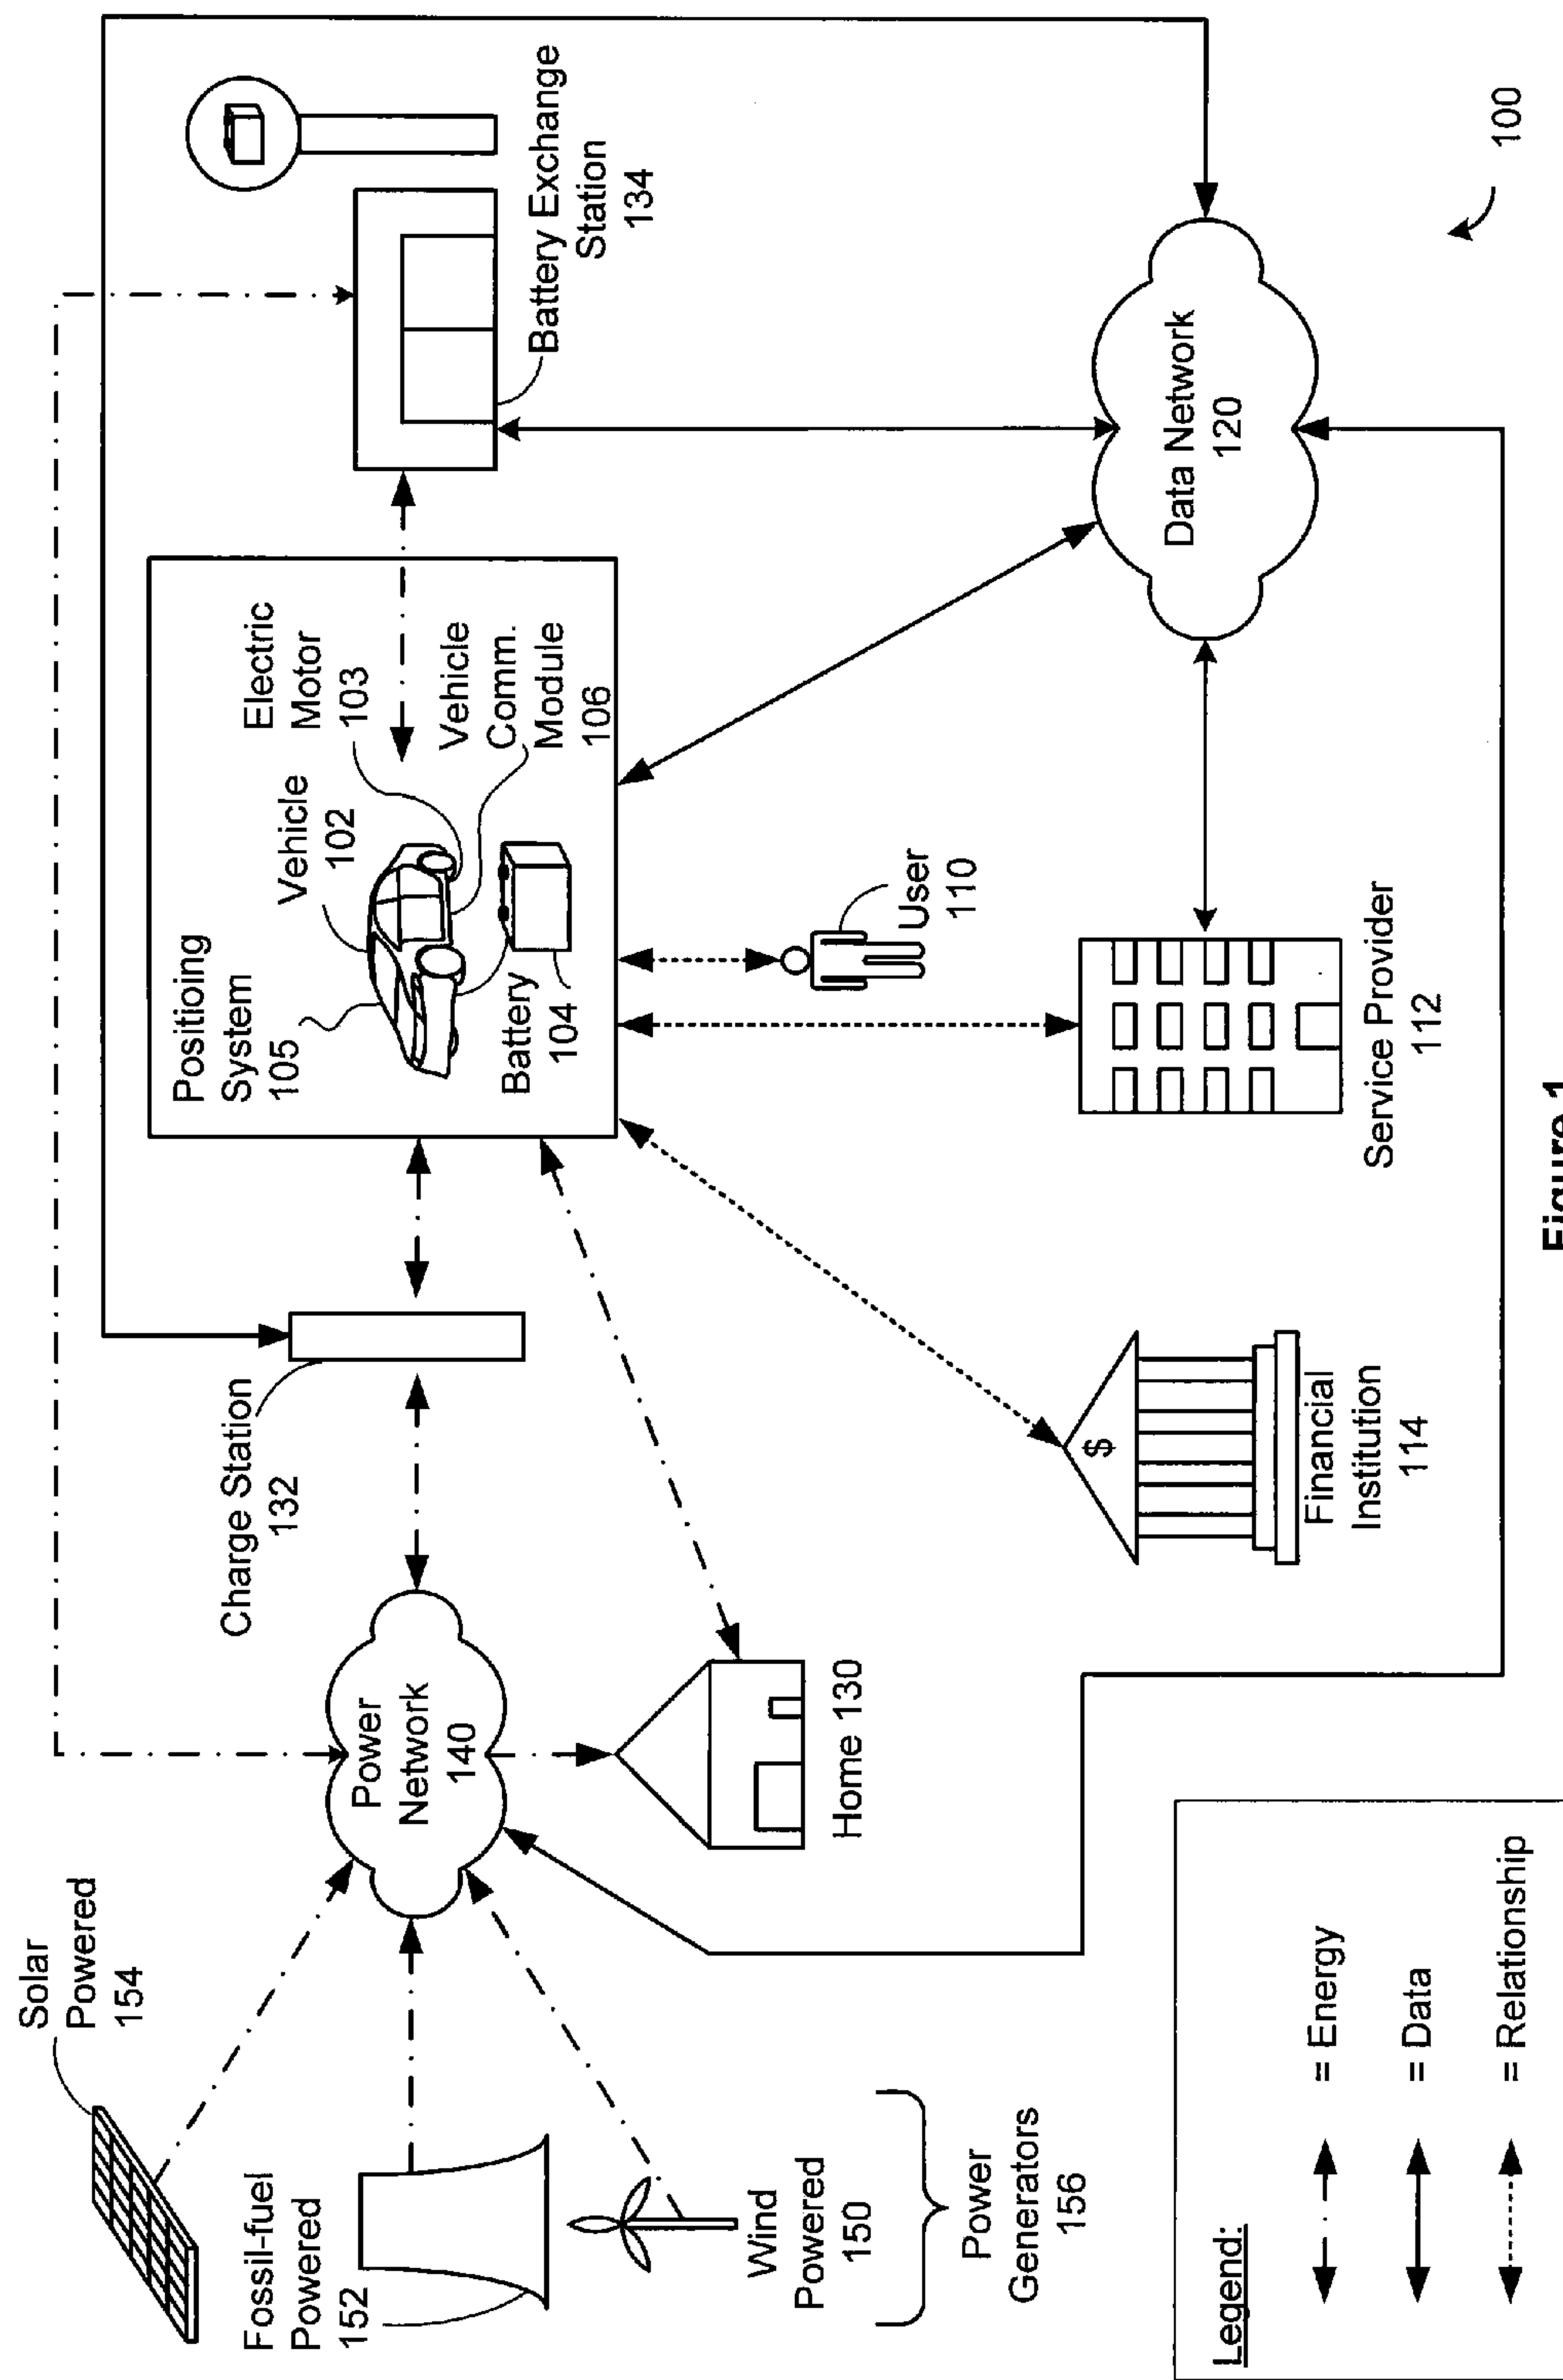 Solar
Powered
154
Fossil-fuel
Powered
152
Wind
Powered
150
Power
Generators
156
Power
Network
140
Charge Station
132
Home 130
Positioing
System
105
Vehicle
102
Electric
Motor
103
Vehicle
Comm.
Module
106
Battery
104
Battery Exchange
Station
134
User
110
$
Financial
Institution
114
Service Provider
112
Data Network
120
100
Legend:
= Energy
= Data
= Relationship
Figure 1